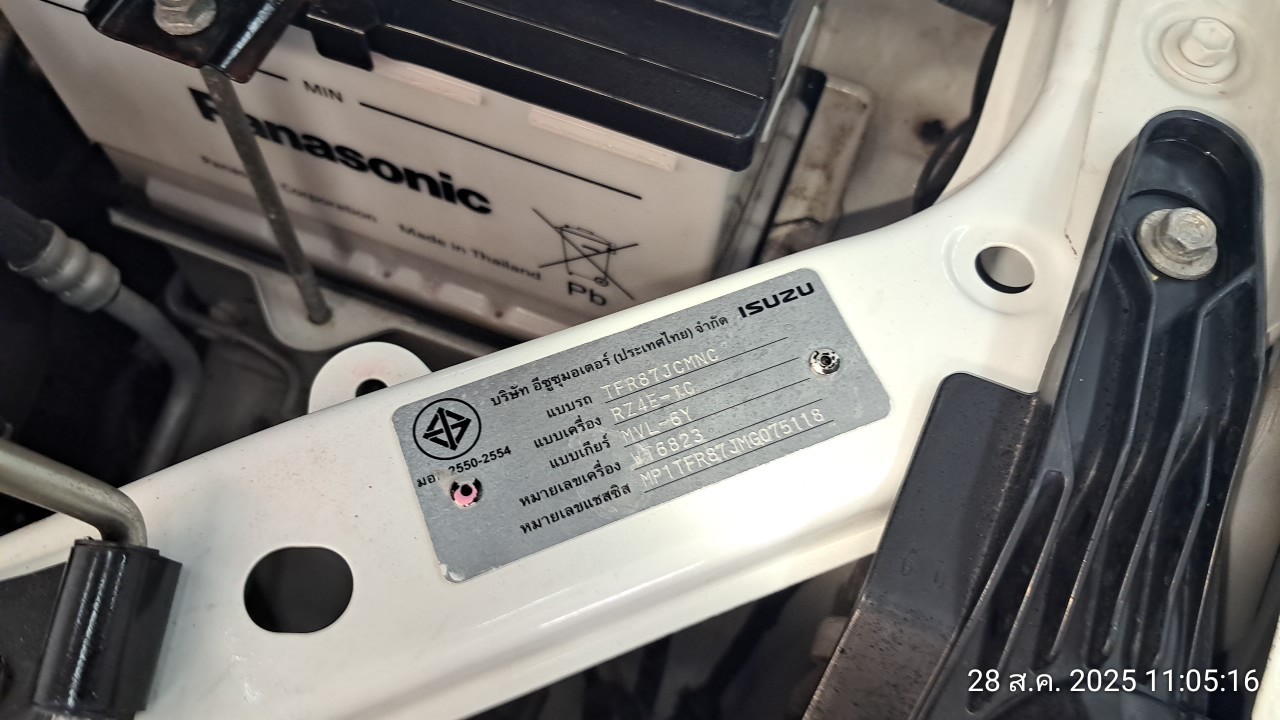 MIN
Panasonic
Panasonic Corporation
Made in Thailand
Pb
บริษัท อีซูซุมอเตอร์ (ประเทศไทย) จำกัด ISUZU
แบบรถ TFR87JCMNC
แบบเครื่อง RZ4E-TC
แบบเกียร์ MVL-6Y
หมายเลขเครื่อง WT6823
หมายเลขแชสซิส MP1TFR87JMG075118
2550-2554
28 ส.ค. 2025 11:05:16